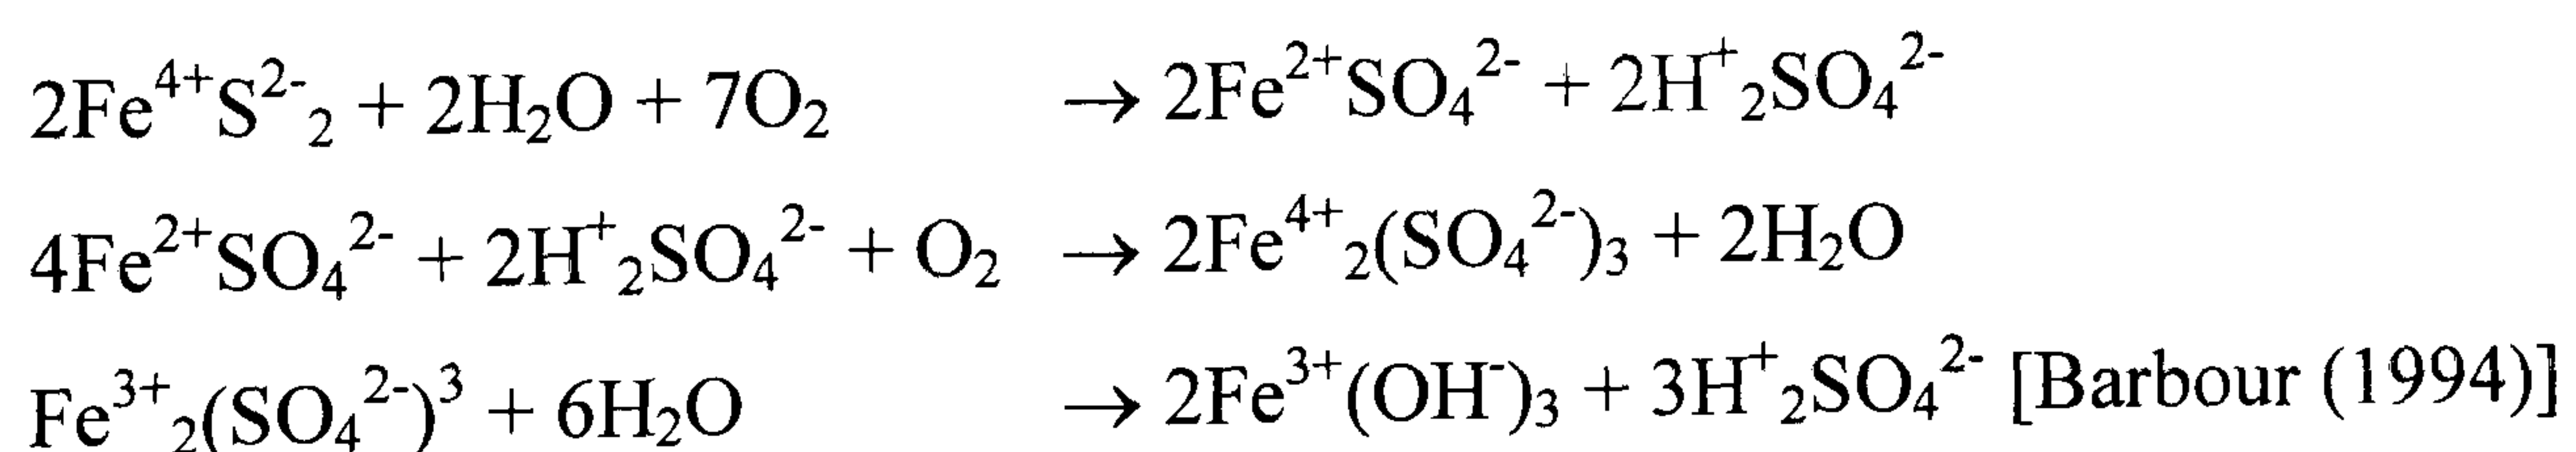 2Fe⁴⁺S²⁻₂ + 2H₂O + 7O₂ → 2Fe²⁺SO₄²⁻ + 2H⁺₂SO₄²⁻
4Fe²⁺SO₄²⁻ + 2H⁺₂SO₄²⁻ + O₂ → 2Fe⁴⁺₂(SO₄²⁻)₃ + 2H₂O
Fe³⁺₂(SO₄²⁻)³ + 6H₂O → 2Fe³⁺(OH⁻)₃ + 3H⁺₂SO₄²⁻ [Barbour (1994)]